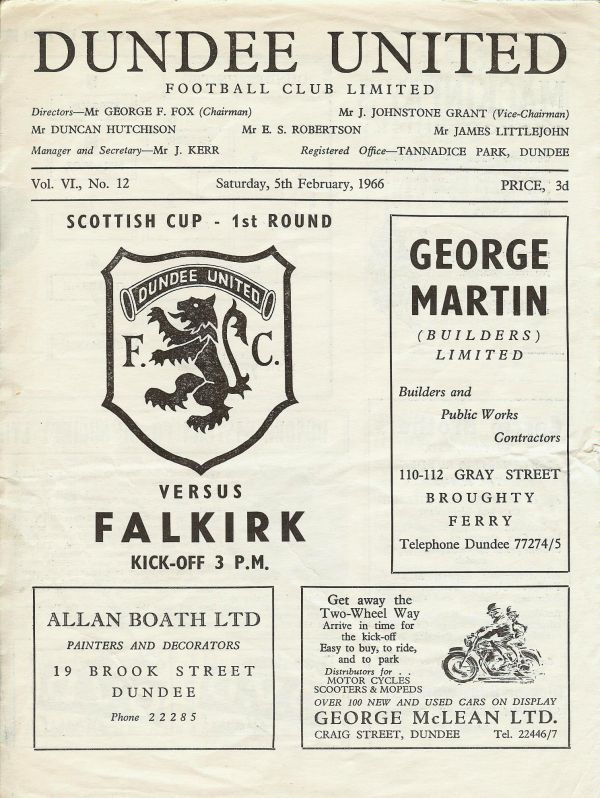 DUNDEE UNITED
FOOTBALL CLUB LIMITED
Directors—Mr GEORGE F. FOX (Chairman) Mr J. JOHNSTONE GRANT (Vice-Chairman)
Mr DUNCAN HUTCHISON Mr E. S. ROBERTSON Mr JAMES LITTLEJOHN
Manager and Secretary—Mr J. KERR Registered Office—TANNADICE PARK, DUNDEE
Vol. VI., No. 12 Saturday, 5th February, 1966 PRICE, 3d
SCOTTISH CUP - 1st ROUND
DUNDEE UNITED
F. C.
VERSUS
FALKIRK
KICK-OFF 3 P.M.
GEORGE
MARTIN
(BUILDERS)
LIMITED
Builders and
Public Works
Contractors
110-112 GRAY STREET
BROUGHTY
FERRY
Telephone Dundee 77274/5
ALLAN BOATH LTD
PAINTERS AND DECORATORS
19 BROOK STREET
DUNDEE
Phone 22285
Get away the
Two-Wheel Way
Arrive in time for
the kick-off
Easy to buy, to ride,
and to park
Distributors for . .
MOTOR CYCLES
SCOOTERS & MOPEDS
OVER 100 NEW AND USED CARS ON DISPLAY
GEORGE McLEAN LTD.
CRAIG STREET, DUNDEE Tel. 22446/7